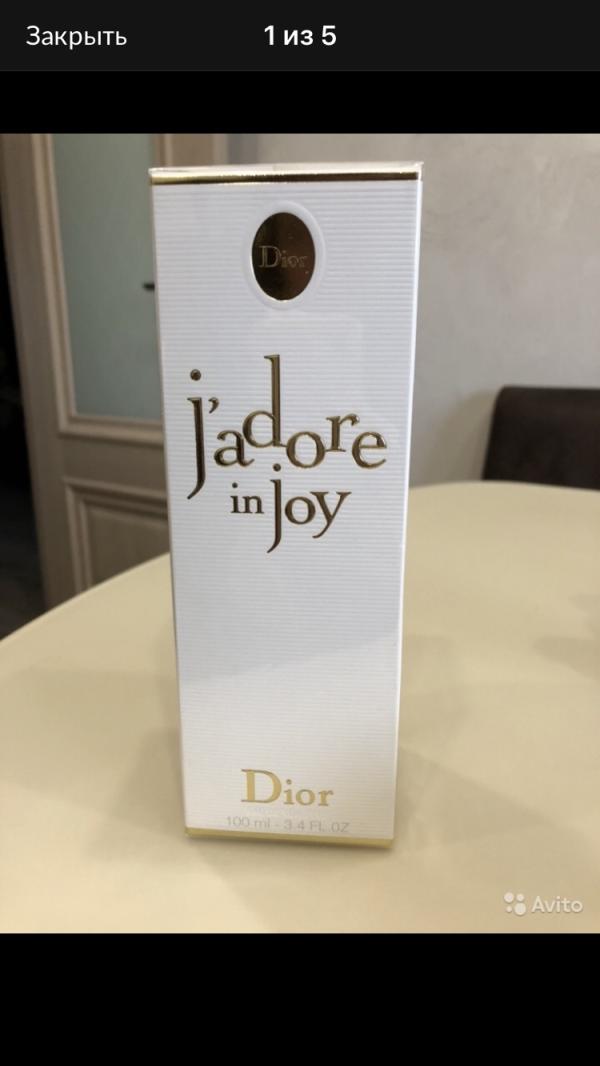 Закрыть
1 из 5
Dior
j'adore
in joy
Dior
100 ml - 3.4 FL.OZ
Avito